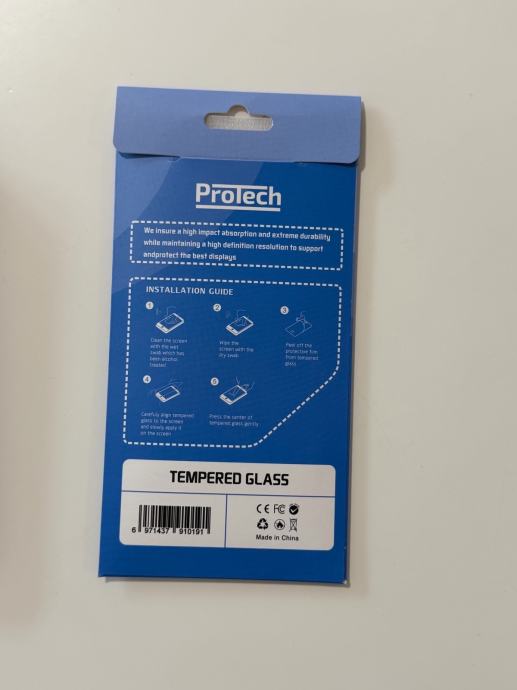 ProTech
We insure a high impact absorption and extreme durability
while maintaining a high definition resolution to support
andprotect the best displays
INSTALLATION GUIDE
1
Clean the screen
with the wet
swab which has
been alcohol
treated
2
Wipe the
screen with the
dry swab
3
Peel off the
protective film
from tempered
glass
4
Carefuly align tempered
glass to the screen
and slowly apply it
on the screen
5
Press the center of
tempered glass gently
TEMPERED GLASS
6 971437 910191
CE FC
Made in China